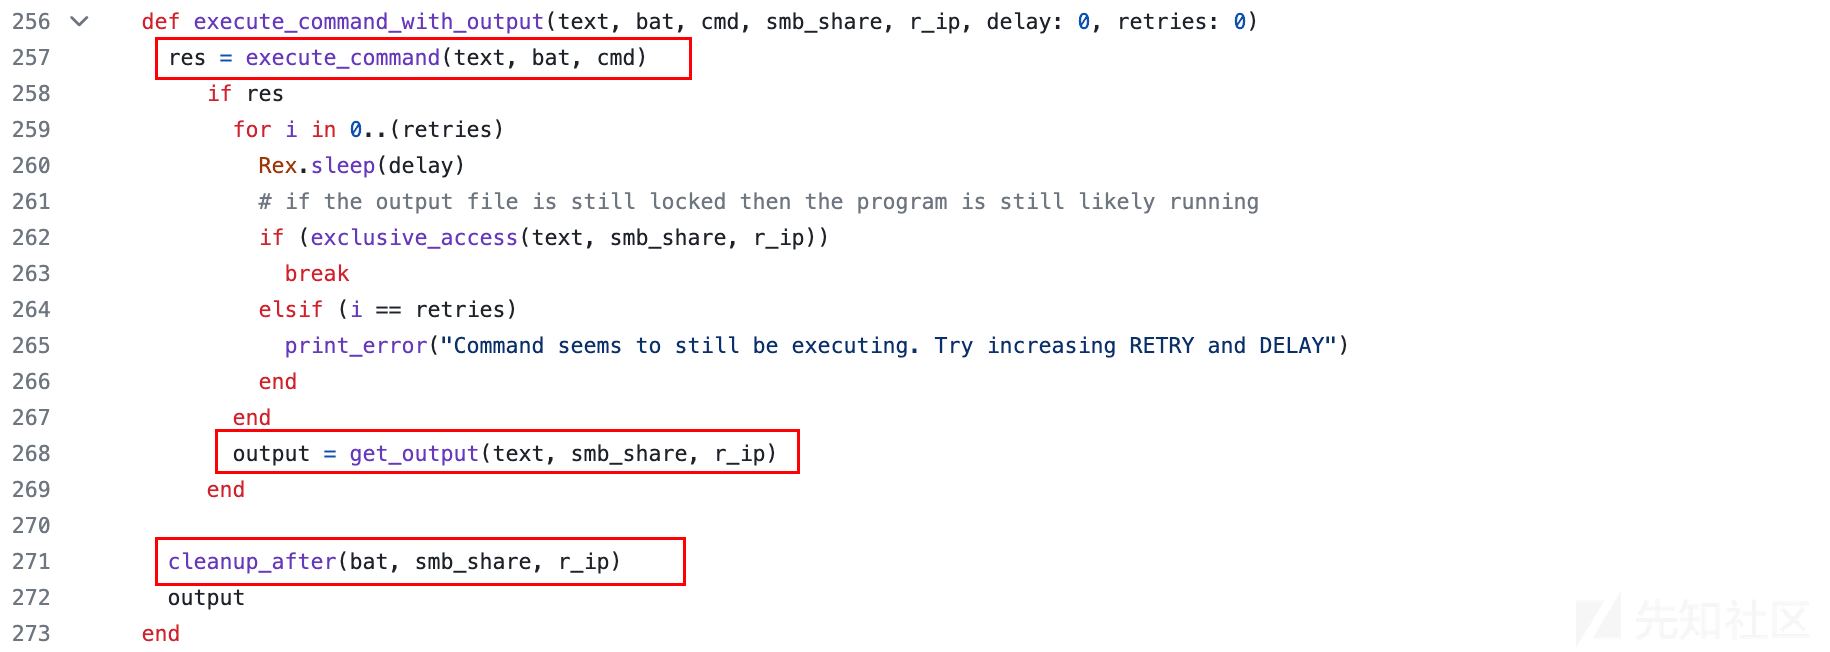 256 def execute_command_with_output(text, bat, cmd, smb_share, r_ip, delay: 0, retries: 0)
257 res = execute_command(text, bat, cmd)
258 if res
259 for i in 0..(retries)
260 Rex.sleep(delay)
261 # if the output file is still locked then the program is still likely running
262 if (exclusive_access(text, smb_share, r_ip))
263 break
264 elsif (i == retries)
265 print_error("Command seems to still be executing. Try increasing RETRY and DELAY")
266 end
267 end
268 output = get_output(text, smb_share, r_ip)
269 end
270
271 cleanup_after(bat, smb_share, r_ip)
272 output
273 end
先知社区